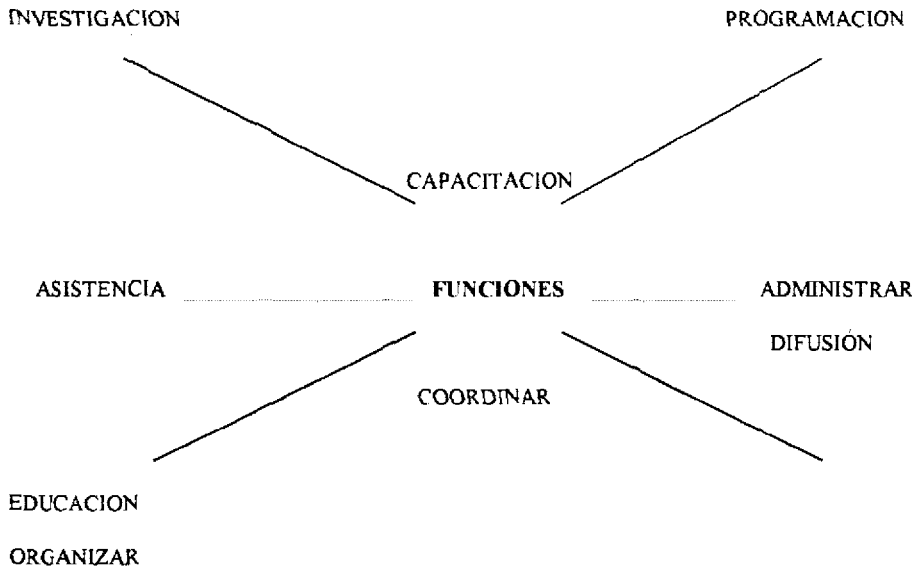 INVESTIGACION
PROGRAMACION
CAPACITACION
ASISTENCIA
FUNCIONES
ADMINISTRAR
DIFUSIÓN
COORDINAR
EDUCACION
ORGANIZAR